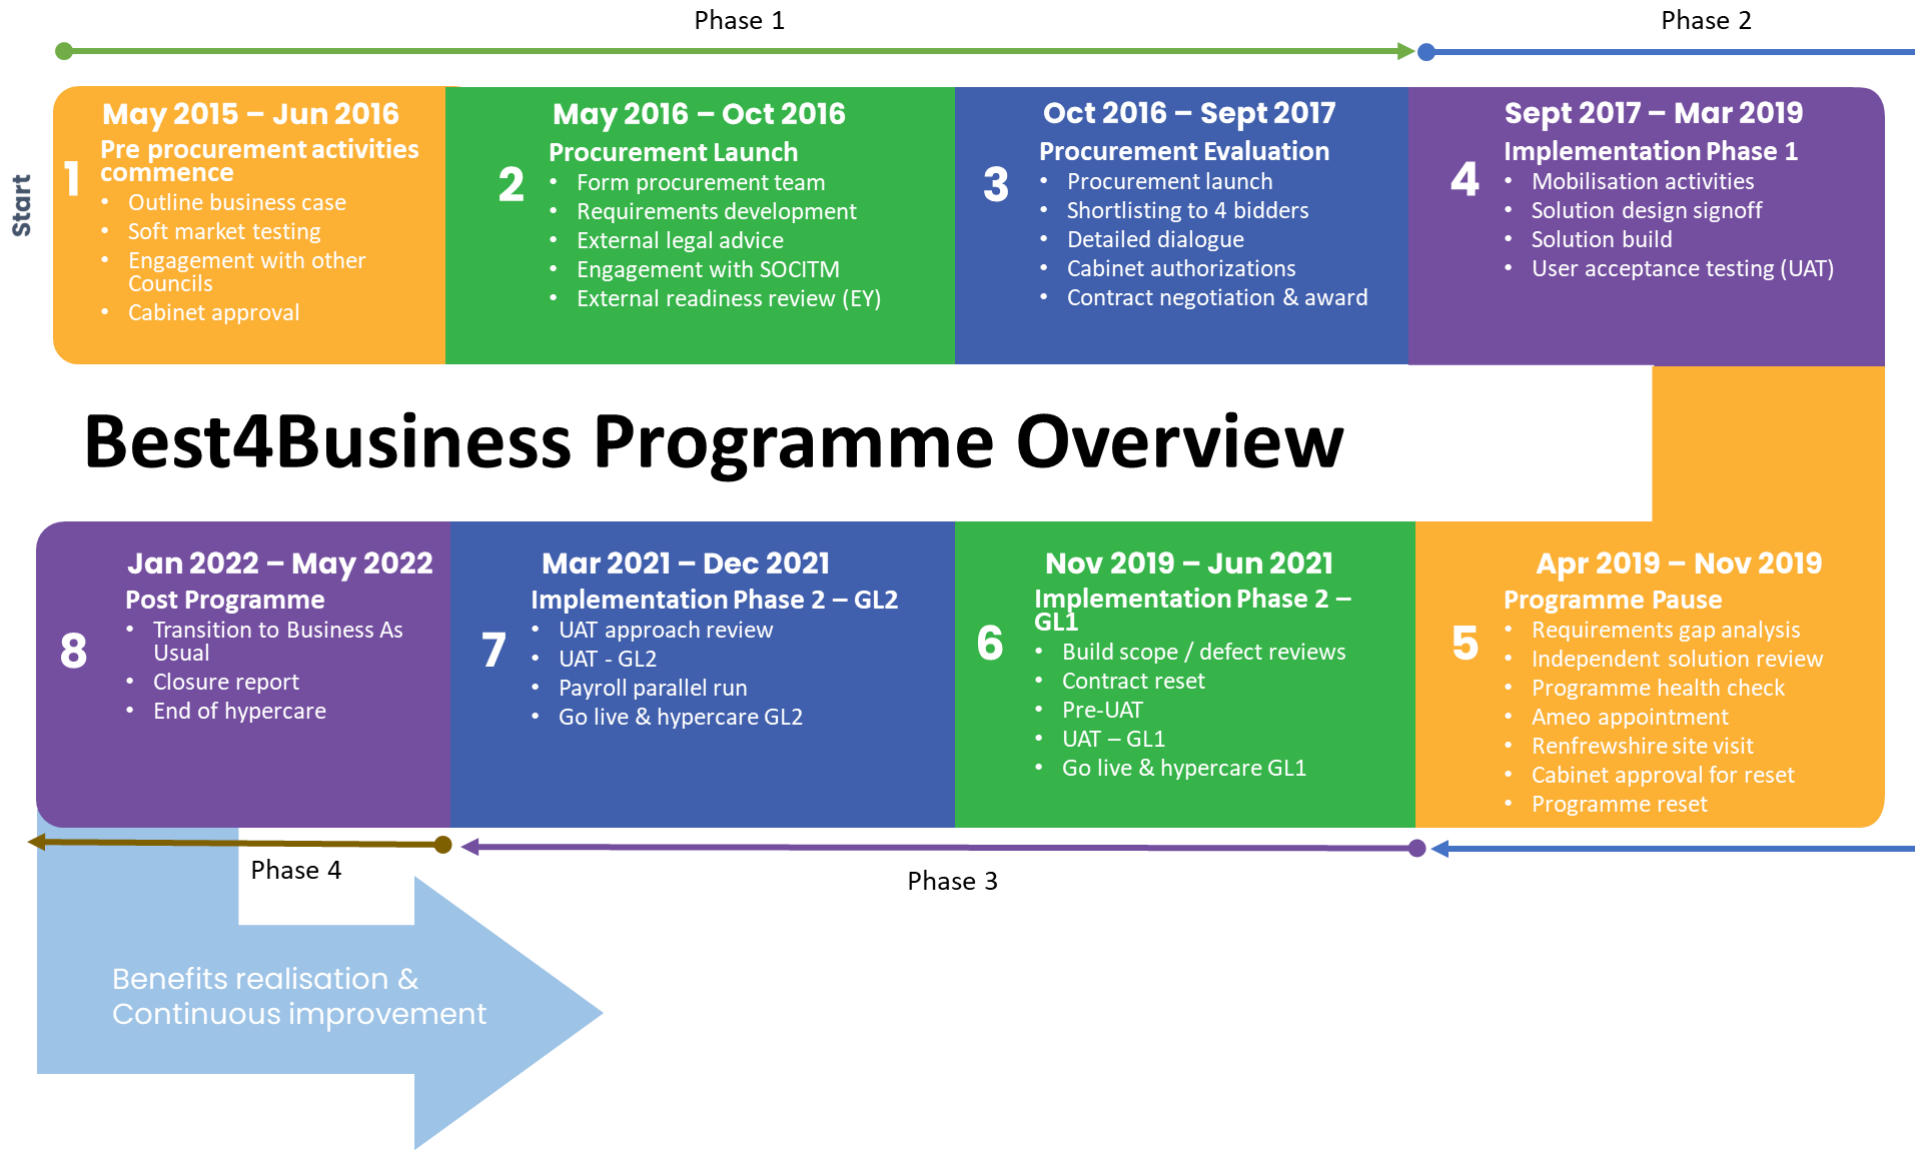 Phase 1
Phase 2
Start
1
May 2015 – Jun 2016
Pre procurement activities
commence
• Outline business case
• Soft market testing
• Engagement with other
Councils
• Cabinet approval
2
May 2016 – Oct 2016
Procurement Launch
• Form procurement team
• Requirements development
• External legal advice
• Engagement with SOCITM
• External readiness review (EY)
3
Oct 2016 – Sept 2017
Procurement Evaluation
• Procurement launch
• Shortlisting to 4 bidders
• Detailed dialogue
• Cabinet authorizations
• Contract negotiation & award
4
Sept 2017 – Mar 2019
Implementation Phase 1
• Mobilisation activities
• Solution design signoff
• Solution build
• User acceptance testing (UAT)
Best4Business Programme Overview
5
Apr 2019 – Nov 2019
Programme Pause
• Requirements gap analysis
• Independent solution review
• Programme health check
• Ameo appointment
• Renfrewshire site visit
• Cabinet approval for reset
• Programme reset
6
Nov 2019 – Jun 2021
Implementation Phase 2 –
GL1
• Build scope / defect reviews
• Contract reset
• Pre-UAT
• UAT – GL1
• Go live & hypercare GL1
7
Mar 2021 – Dec 2021
Implementation Phase 2 – GL2
• UAT approach review
• UAT - GL2
• Payroll parallel run
• Go live & hypercare GL2
8
Jan 2022 – May 2022
Post Programme
• Transition to Business As
Usual
• Closure report
• End of hypercare
Phase 3
Phase 4
Benefits realisation &
Continuous improvement